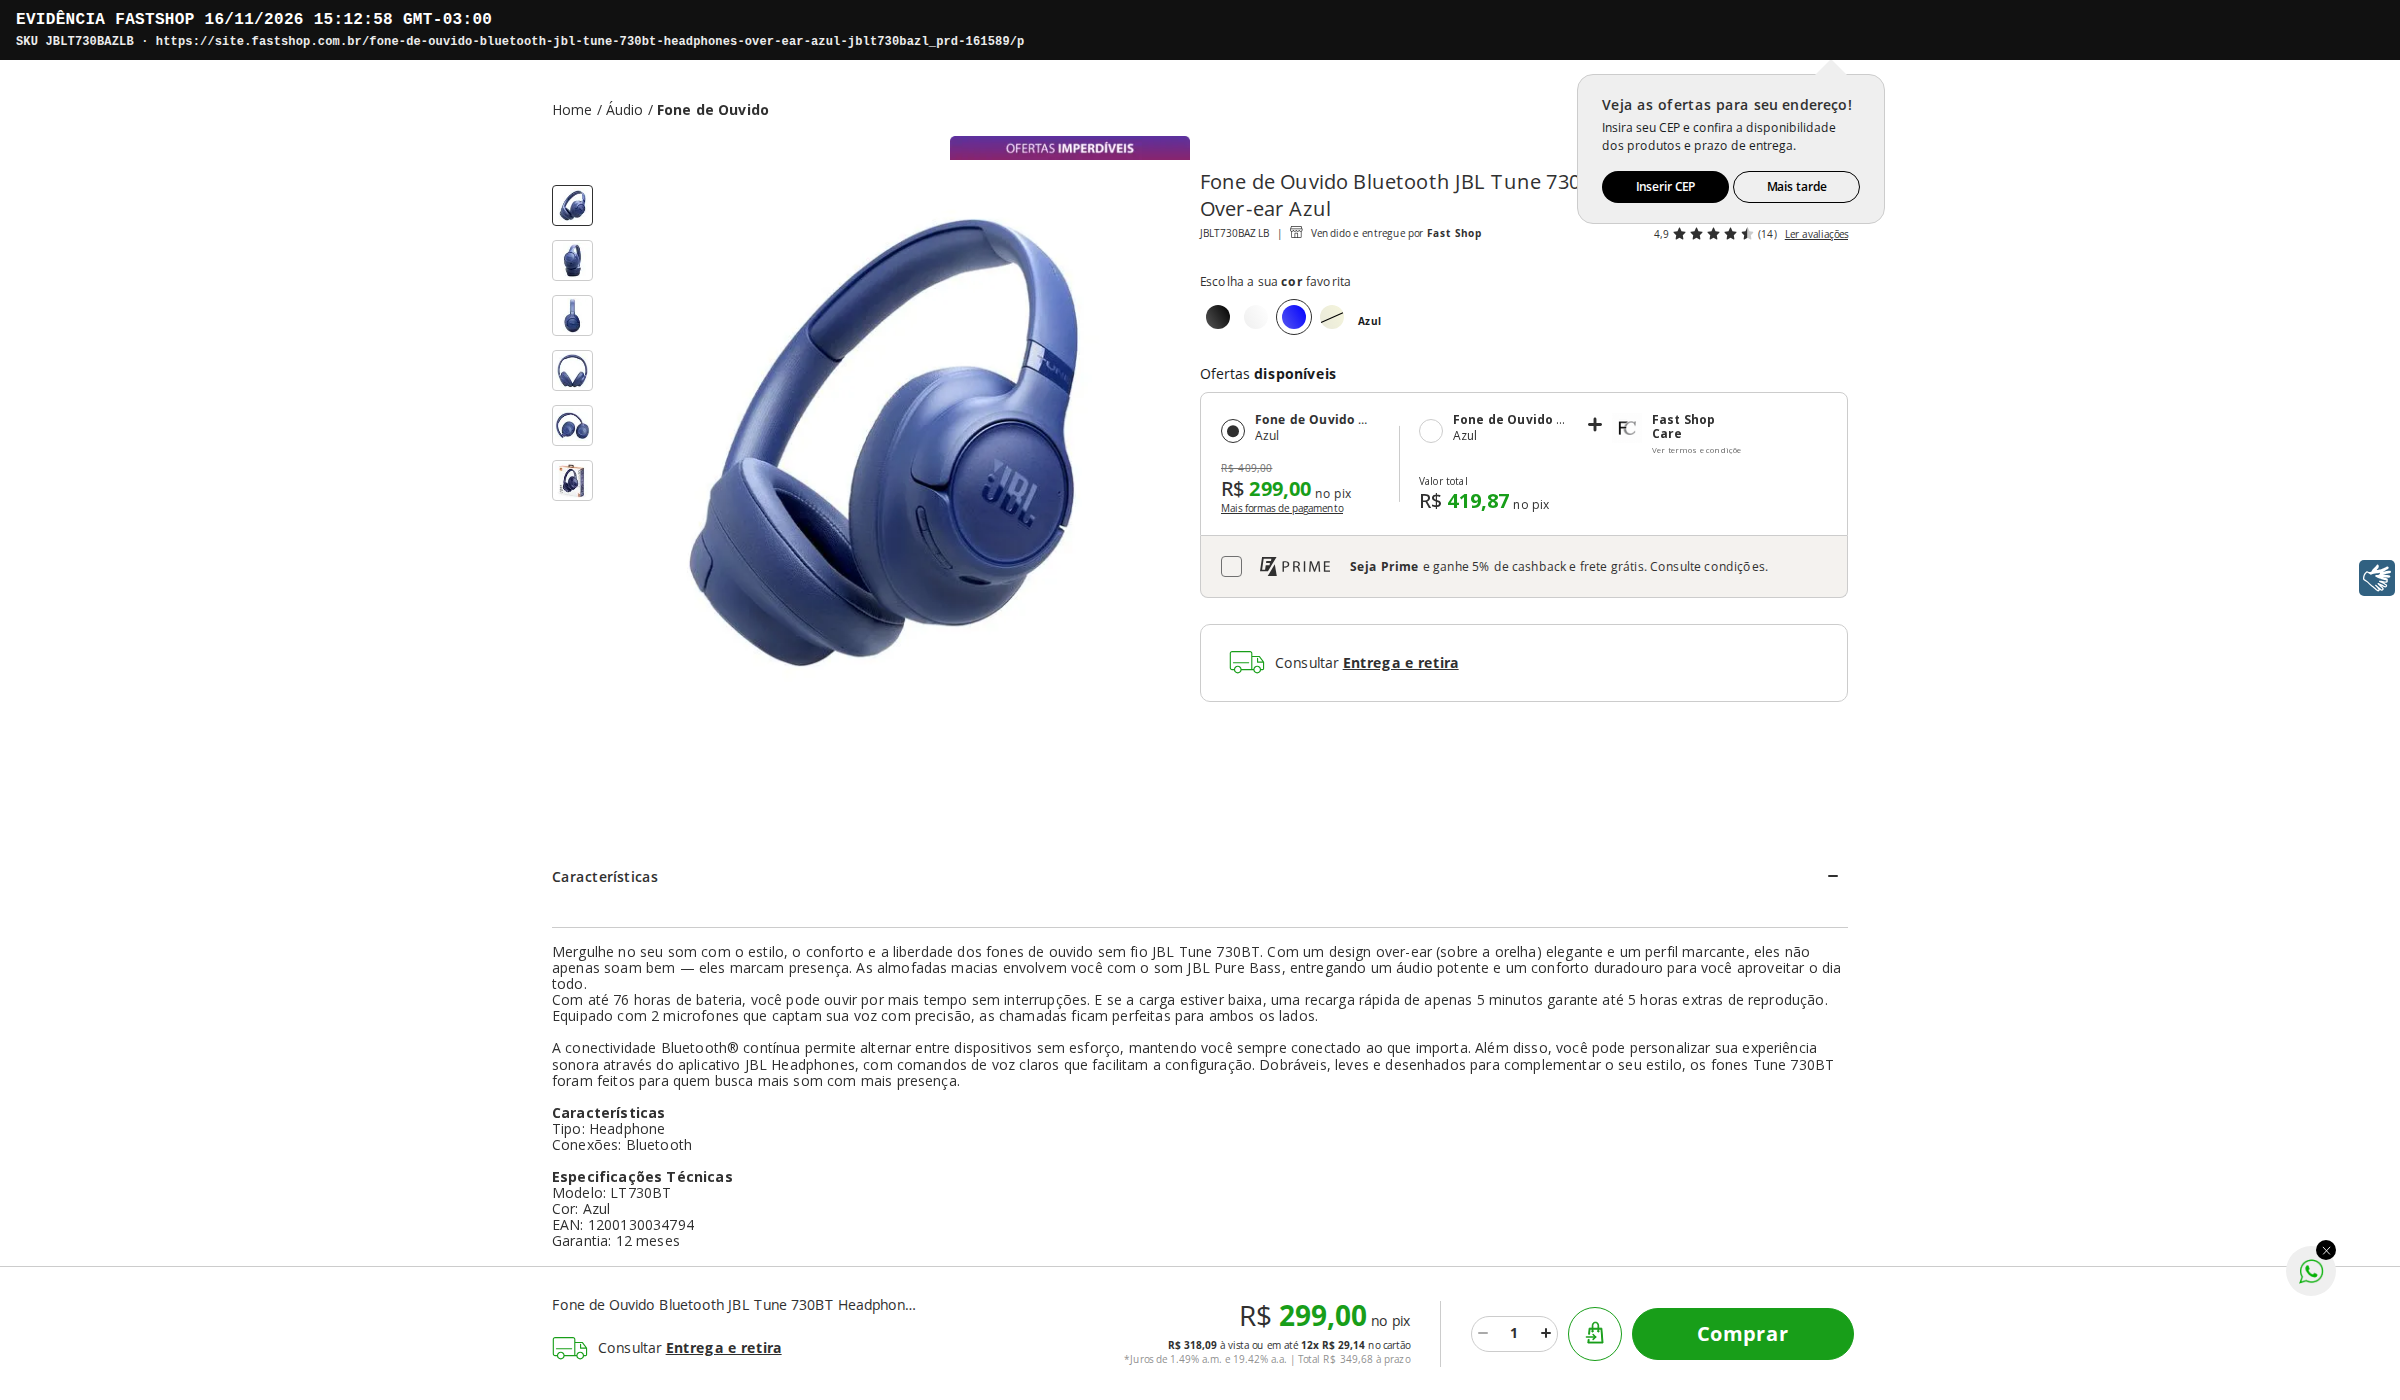 EVIDÊNCIA FASTSHOP 16/11/2026 15:12:58 GMT-03:00
SKU JBLT730BAZLB · https://site.fastshop.com.br/fone-de-ouvido-bluetooth-jbl-tune-730bt-headphones-over-ear-azul-jblt730bazl_prd-161589/p
Veja as ofertas para seu endereço!
Insira seu CEP e confira a disponibilidade
dos produtos e prazo de entrega.
Inserir CEP
Mais tarde
Home / Áudio / Fone de Ouvido
OFERTAS IMPERDÍVEIS
Fone de Ouvido Bluetooth JBL Tune 730
Over-ear Azul
JBLT730BAZLB | Vendido e entregue por Fast Shop
4,9 (14) Ler avaliações
Escolha a sua cor favorita
Azul
Ofertas disponíveis
Fone de Ouvido ...
Azul
R$ 409,00
R$ 299,00 no pix
Mais formas de pagamento
Fone de Ouvido ...
Azul
+
FC
Fast Shop
Care
Ver termos e condiçõe
Valor total
R$ 419,87 no pix
PRIME
Seja Prime e ganhe 5% de cashback e frete grátis. Consulte condições.
Consultar Entrega e retira
TUNE
JBL
Características
Mergulhe no seu som com o estilo, o conforto e a liberdade dos fones de ouvido sem fio JBL Tune 730BT. Com um design over-ear (sobre a orelha) elegante e um perfil marcante, eles não
apenas soam bem — eles marcam presença. As almofadas macias envolvem você com o som JBL Pure Bass, entregando um áudio potente e um conforto duradouro para você aproveitar o dia
todo.
Com até 76 horas de bateria, você pode ouvir por mais tempo sem interrupções. E se a carga estiver baixa, uma recarga rápida de apenas 5 minutos garante até 5 horas extras de reprodução.
Equipado com 2 microfones que captam sua voz com precisão, as chamadas ficam perfeitas para ambos os lados.
A conectividade Bluetooth® contínua permite alternar entre dispositivos sem esforço, mantendo você sempre conectado ao que importa. Além disso, você pode personalizar sua experiência
sonora através do aplicativo JBL Headphones, com comandos de voz claros que facilitam a configuração. Dobráveis, leves e desenhados para complementar o seu estilo, os fones Tune 730BT
foram feitos para quem busca mais som com mais presença.
Características
Tipo: Headphone
Conexões: Bluetooth
Especificações Técnicas
Modelo: LT730BT
Cor: Azul
EAN: 1200130034794
Garantia: 12 meses
Fone de Ouvido Bluetooth JBL Tune 730BT Headphon...
Consultar Entrega e retira
R$ 299,00 no pix
R$ 318,09 à vista ou em até 12x R$ 29,14 no cartão
*Juros de 1.49% a.m. e 19.42% a.a. | Total R$ 349,68 à prazo
1
Comprar